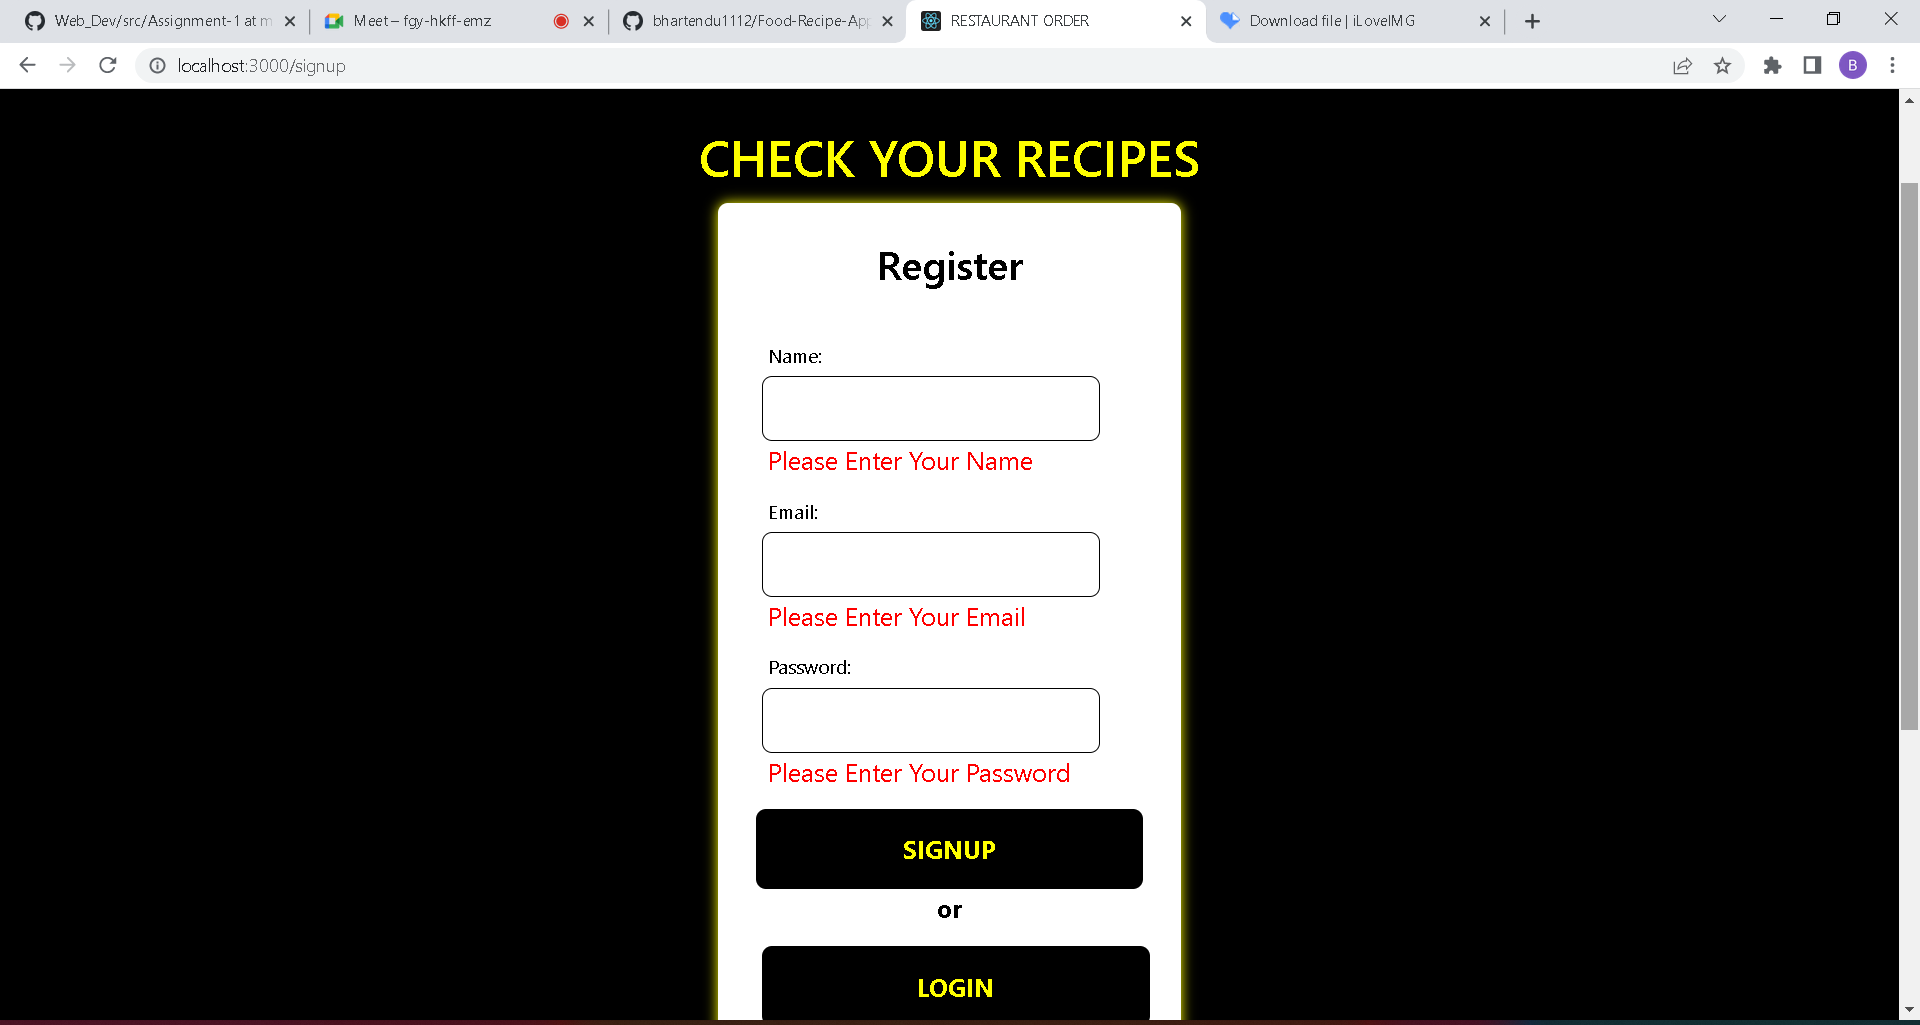 Web_Dev/src/Assignment-1 at m
Meet – fgy-hkff-emz
bhartendu1112/Food-Recipe-App
RESTAURANT ORDER
Download file | iLoveIMG
localhost:3000/signup
B
CHECK YOUR RECIPES
Register
Name:
Please Enter Your Name
Email:
Please Enter Your Email
Password:
Please Enter Your Password
SIGNUP
or
LOGIN